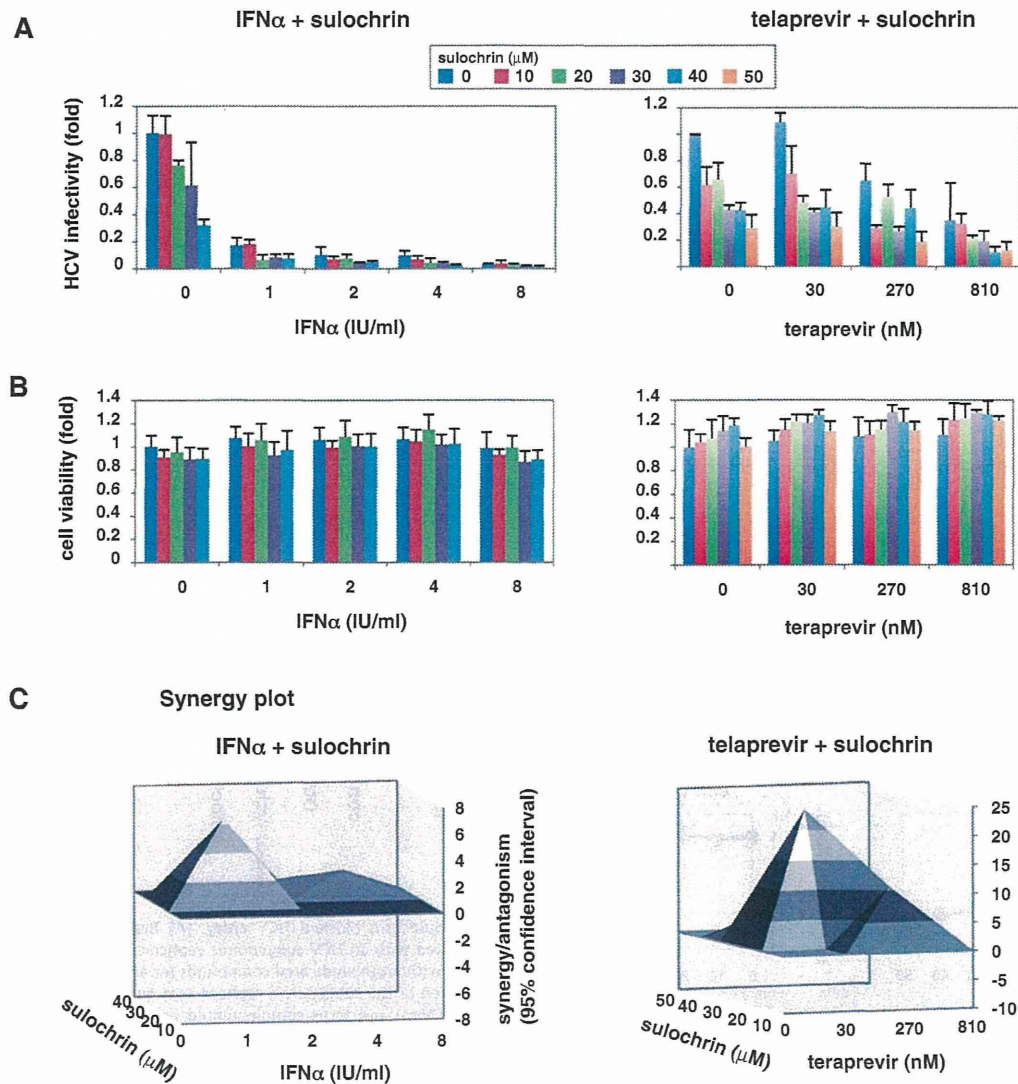 A
IFNα + sulochrin
telaprevir + sulochrin
sulochrin (μM)
0 10 20 30 40 50
HCV infectivity (fold)
1.2
1
0.8
0.6
0.4
0.2
0
0 1 2 4 8
IFNα (IU/ml)
1.2
1.0
0.8
0.6
0.4
0.2
0 30 270 810
teraprevir (nM)
B
cell viability (fold)
1.4
1.2
1
0.8
0.6
0.4
0.2
0
0 1 2 4 8
IFNα (IU/ml)
1.4
1.2
1.0
0.8
0.6
0.4
0.2
0 30 270 810
teraprevir (nM)
C
Synergy plot
IFNα + sulochrin
telaprevir + sulochrin
8
6
4
2
0
-2
-4
-6
-8
synergy/antagonism
(95% confidence interval)
40 30 20 10
sulochrin (μM)
0 1 2 4 8
IFNα (IU/ml)
25
20
15
10
5
0
-5
-10
50 40 30 20 10
sulochrin (μM)
0 30 270 810
teraprevir (nM)